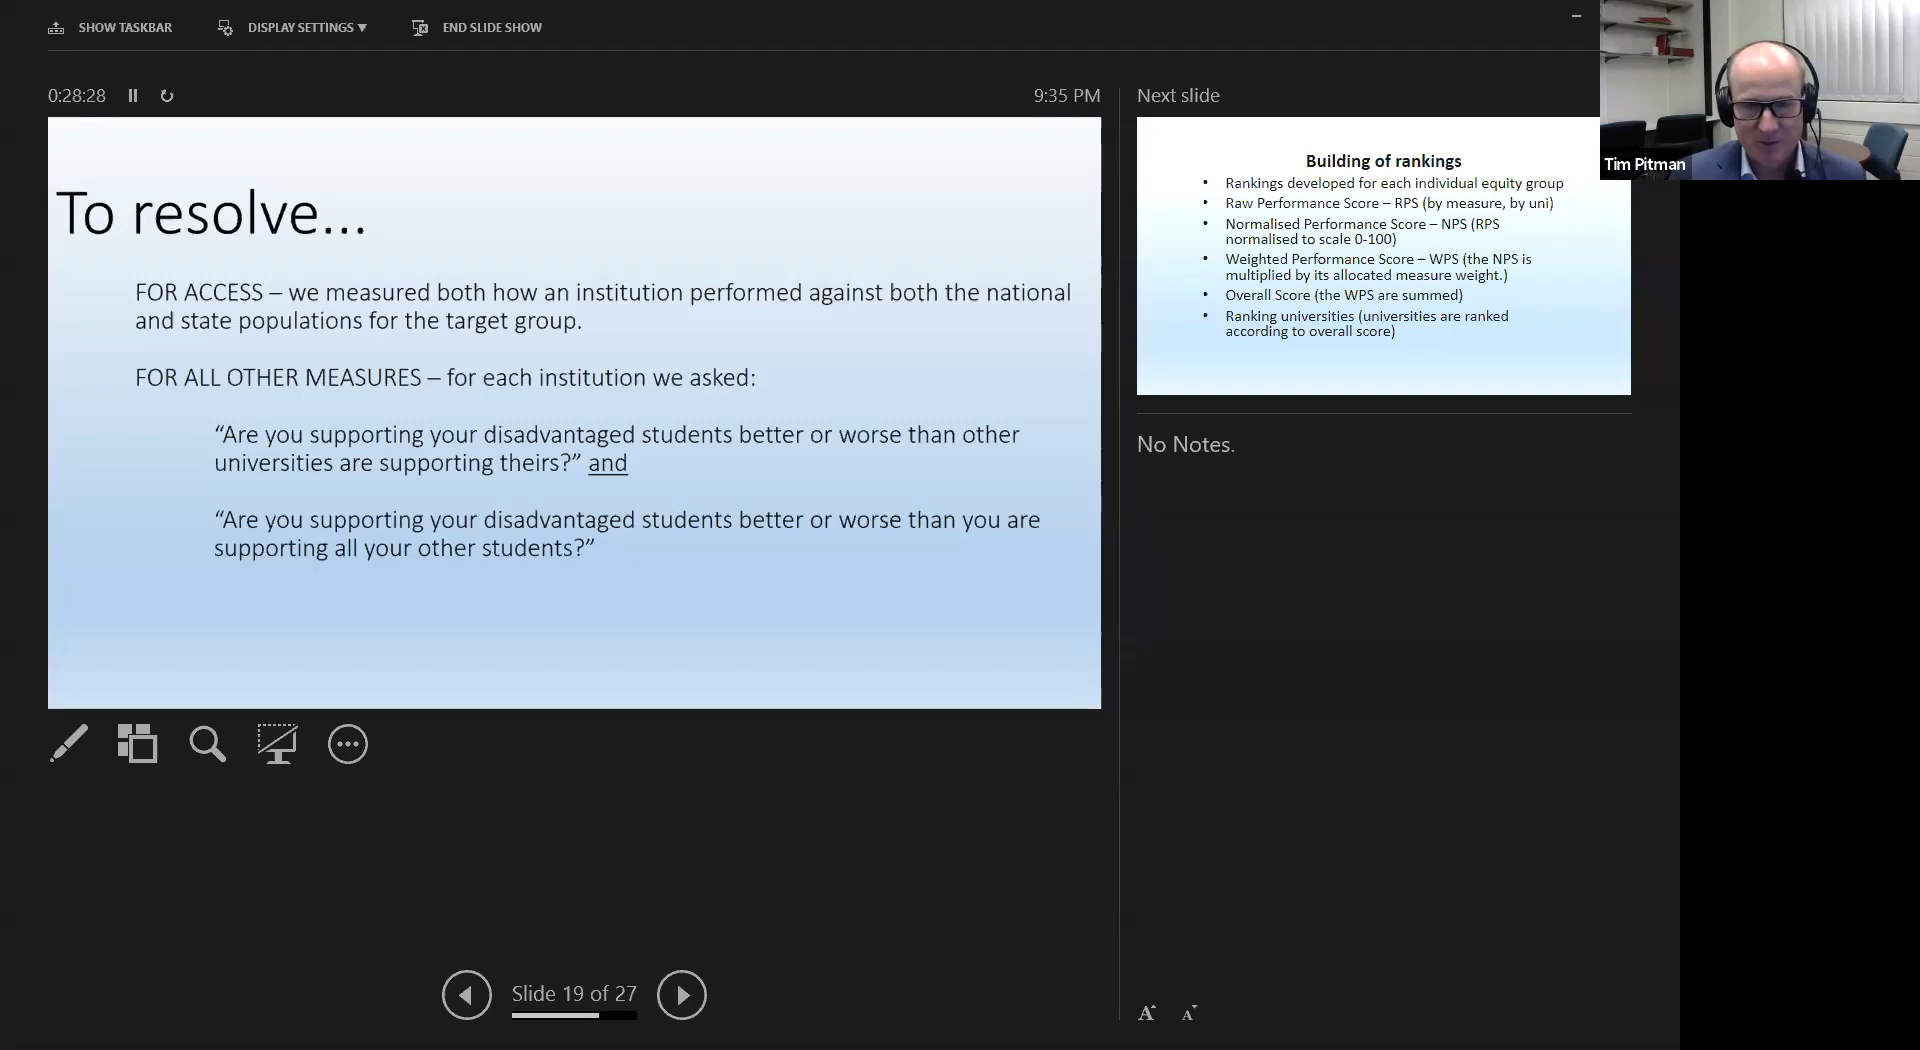 SHOW TASKBAR
DISPLAY SETTINGS ▼
END SLIDE SHOW
0:28:28
9:35 PM
To resolve...
FOR ACCESS – we measured both how an institution performed against both the national
and state populations for the target group.
FOR ALL OTHER MEASURES – for each institution we asked:
“Are you supporting your disadvantaged students better or worse than other
universities are supporting theirs?” and
“Are you supporting your disadvantaged students better or worse than you are
supporting all your other students?”
Slide 19 of 27
Next slide
Building of rankings
• Rankings developed for each individual equity group
• Raw Performance Score – RPS (by measure, by uni)
• Normalised Performance Score – NPS (RPS
normalised to scale 0-100)
• Weighted Performance Score – WPS (the NPS is
multiplied by its allocated measure weight.)
• Overall Score (the WPS are summed)
• Ranking universities (universities are ranked
according to overall score)
No Notes.
A A
Tim Pitman